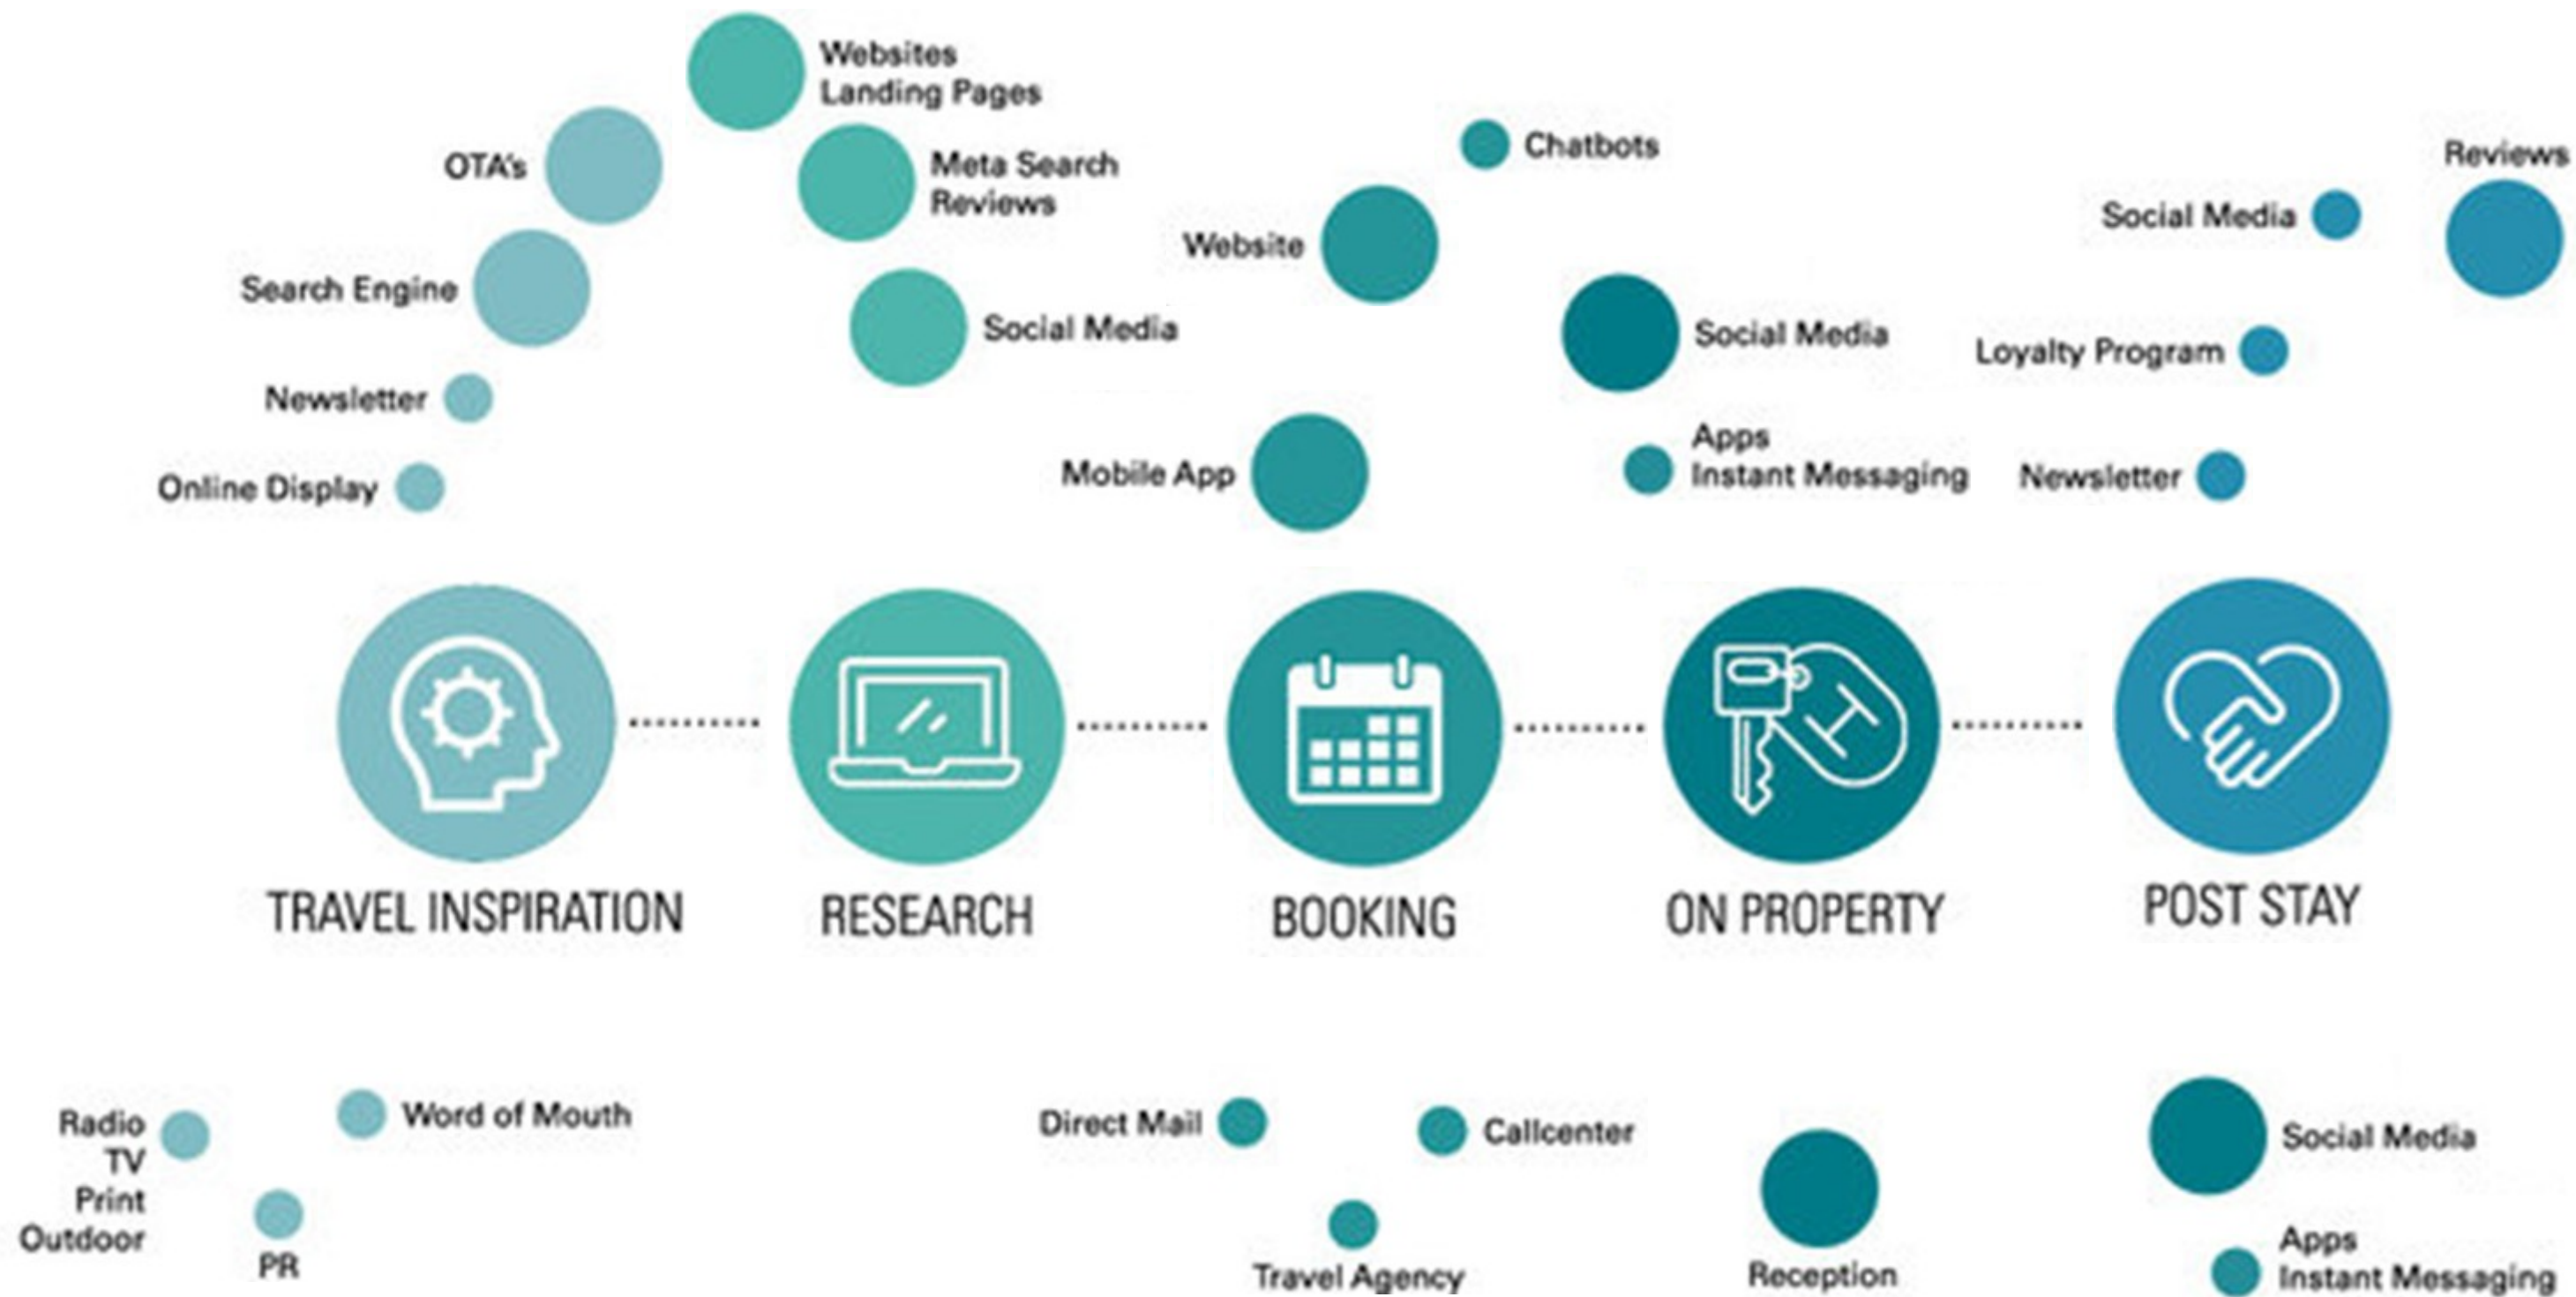 Websites
Landing Pages
OTA's
Meta Search
Reviews
Search Engine
Social Media
Newsletter
Online Display
Chatbots
Website
Mobile App
Social Media
Apps
Instant Messaging
Reviews
Social Media
Loyalty Program
Newsletter
H
TRAVEL INSPIRATION
RESEARCH
BOOKING
ON PROPERTY
POST STAY
Radio
TV
Print
Outdoor
Word of Mouth
PR
Direct Mail
Callcenter
Travel Agency
Reception
Social Media
Apps
Instant Messaging